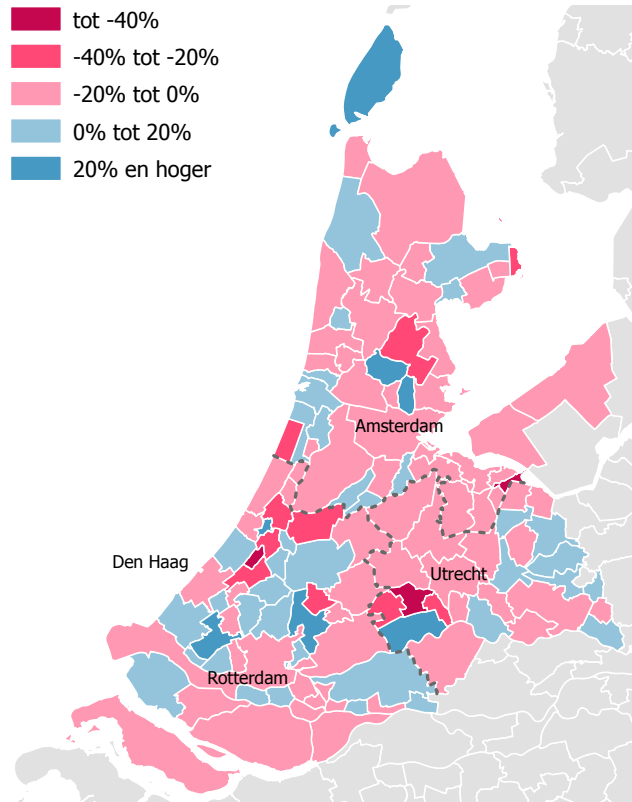 tot -40%
-40% tot -20%
-20% tot 0%
0% tot 20%
20% en hoger
Amsterdam
Den Haag
Utrecht
Rotterdam